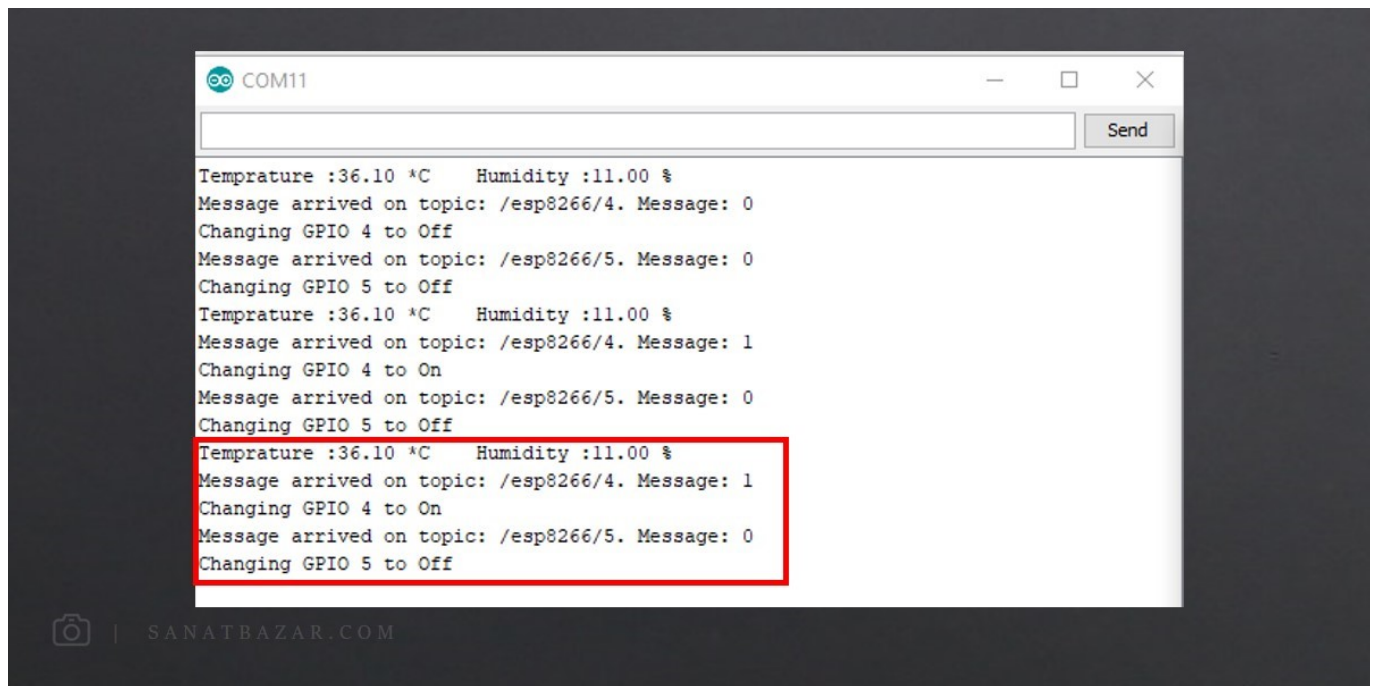 COM11
Send
Temprature :36.10 *C    Humidity :11.00 %
Message arrived on topic: /esp8266/4. Message: 0
Changing GPIO 4 to Off
Message arrived on topic: /esp8266/5. Message: 0
Changing GPIO 5 to Off
Temprature :36.10 *C    Humidity :11.00 %
Message arrived on topic: /esp8266/4. Message: 1
Changing GPIO 4 to On
Message arrived on topic: /esp8266/5. Message: 0
Changing GPIO 5 to Off
Temprature :36.10 *C    Humidity :11.00 %
Message arrived on topic: /esp8266/4. Message: 1
Changing GPIO 4 to On
Message arrived on topic: /esp8266/5. Message: 0
Changing GPIO 5 to Off
| SANATBAZAR.COM